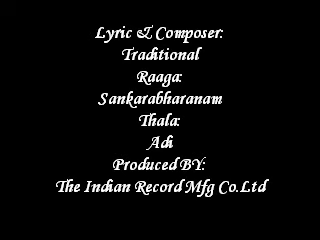 Lyric & Composer:
Traditional
Raaga:
Sankarabharanam
Thala:
Adi
Produced BY:
The Indian Record Mfg Co.Ltd